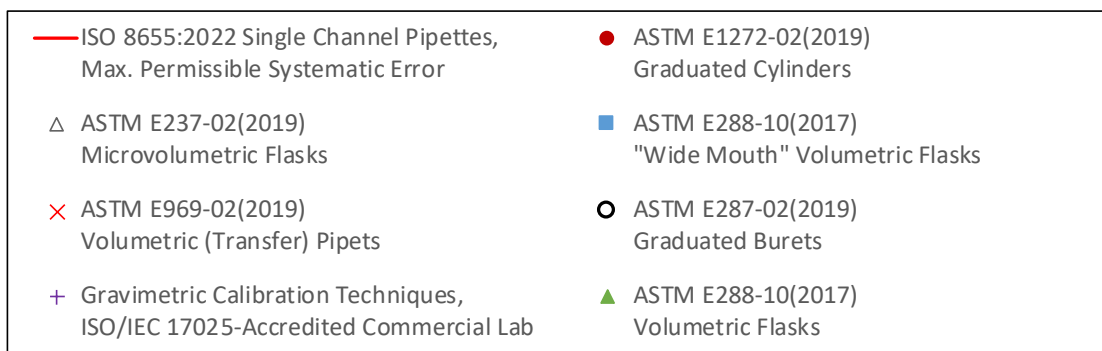 ISO 8655:2022 Single Channel Pipettes,
Max. Permissible Systematic Error
ASTM E237-02(2019)
Microvolumetric Flasks
ASTM E969-02(2019)
Volumetric (Transfer) Pipets
Gravimetric Calibration Techniques,
ISO/IEC 17025-Accredited Commercial Lab
ASTM E1272-02(2019)
Graduated Cylinders
ASTM E288-10(2017)
"Wide Mouth" Volumetric Flasks
ASTM E287-02(2019)
Graduated Burets
ASTM E288-10(2017)
Volumetric Flasks